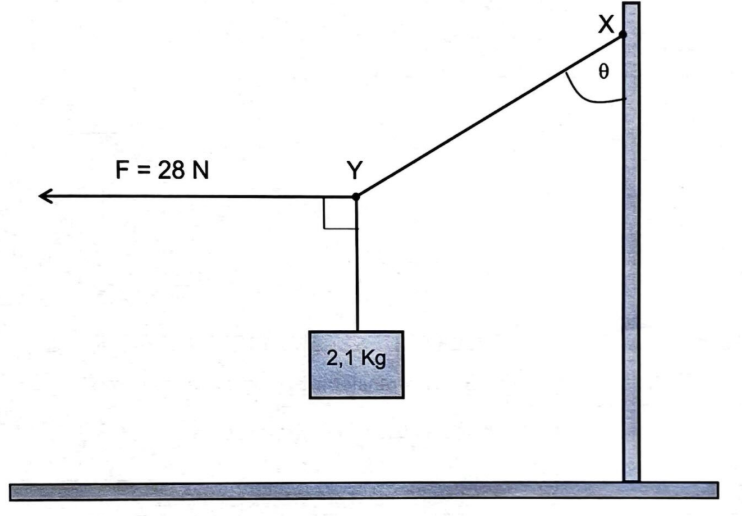 X
θ
F = 28 N
Y
2,1 Kg